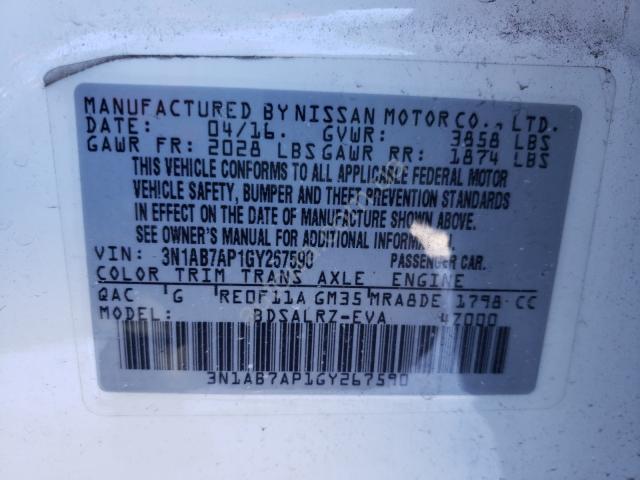 MANUFACTURED BY NISSAN MOTOR CO., LTD.
DATE: 04/16. GVWR: 3858 LBS
GAWR FR: 2028 LBS GAWR RR: 1874 LBS
THIS VEHICLE CONFORMS TO ALL APPLICABLE FEDERAL MOTOR
VEHICLE SAFETY, BUMPER AND THEFT PREVENTION STANDARDS
IN EFFECT ON THE DATE OF MANUFACTURE SHOWN ABOVE.
SEE OWNER'S MANUAL FOR ADDITIONAL INFORMATION.
VIN: 3N1AB7AP1GY267590 PASSENGER CAR.
COLOR TRIM TRANS AXLE ENGINE
QAC G RE0F11A GM35 MRA8DE 1798 CC
MODEL: BDSALRZ-EVA 47000
3N1AB7AP1GY267590